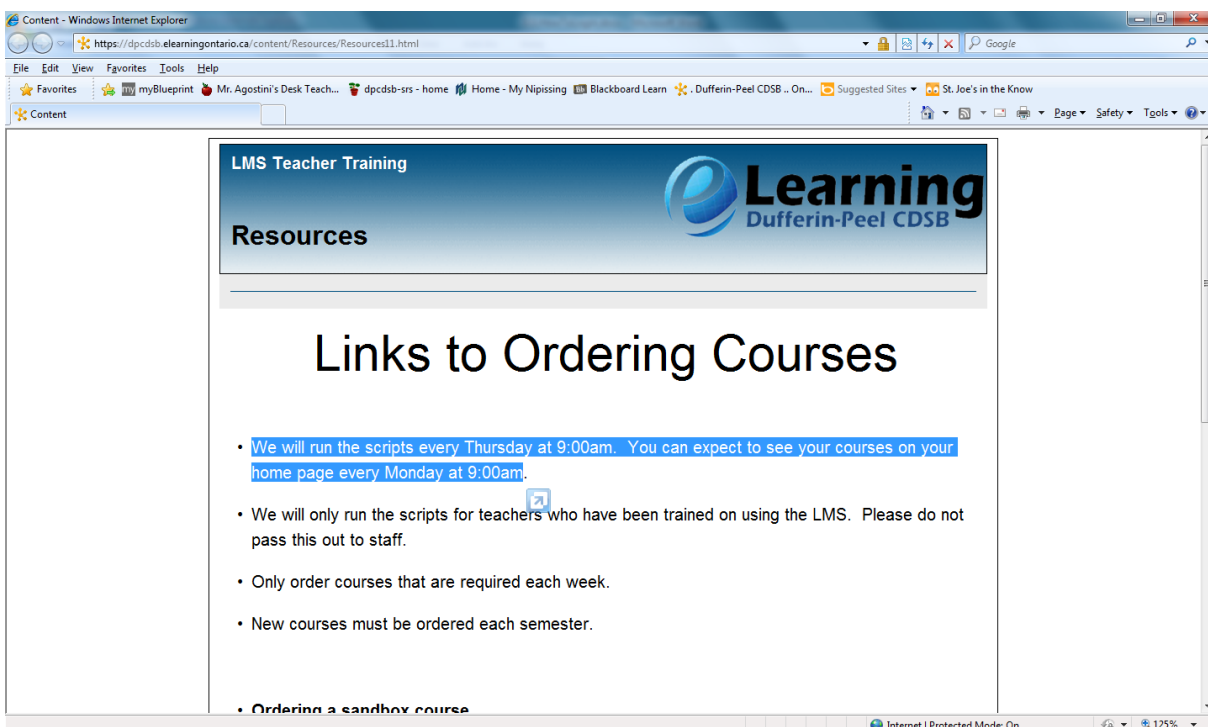 Content - Windows Internet Explorer
https://dpcdsb.elearningontario.ca/content/Resources/Resources11.html
Google
File Edit View Favorites Tools Help
Favorites my myBlueprint Mr. Agostini's Desk Teach... dpcdsb-srs - home Home - My Nipissing Bb Blackboard Learn . Dufferin-Peel CDSB .. On... Suggested Sites St. Joe's in the Know
Content
Page Safety Tools
LMS Teacher Training
Learning
Dufferin-Peel CDSB
Resources
Links to Ordering Courses
• We will run the scripts every Thursday at 9:00am. You can expect to see your courses on your
home page every Monday at 9:00am.
• We will only run the scripts for teachers who have been trained on using the LMS. Please do not
pass this out to staff.
• Only order courses that are required each week.
• New courses must be ordered each semester.
• Ordering a sandbox course
Internet | Protected Mode: On
125%